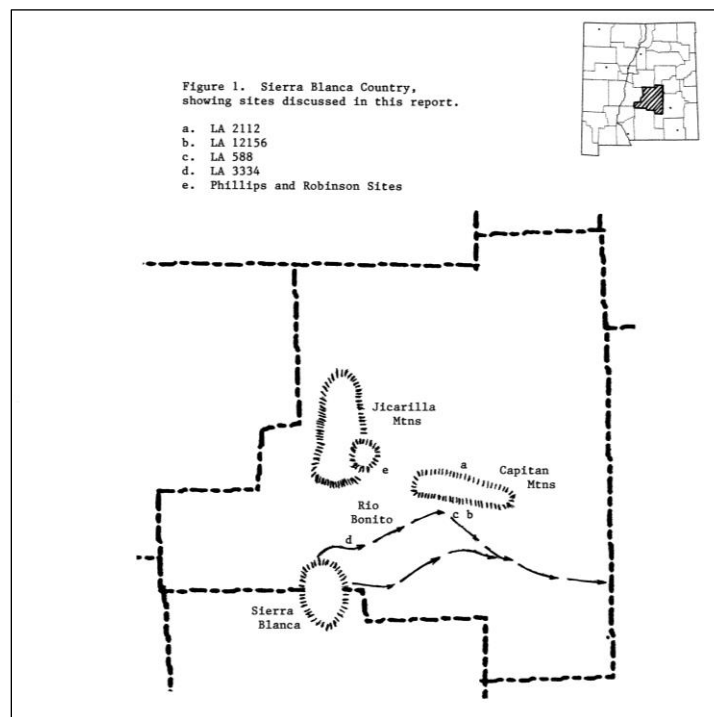 Figure 1. Sierra Blanca Country,
showing sites discussed in this report.
a. LA 2112
b. LA 12156
c. LA 588
d. LA 3334
e. Phillips and Robinson Sites
Jicarilla
Mtns
a
Capitan
Mtns
e
Rio
Bonito
c b
d
Sierra
Blanca